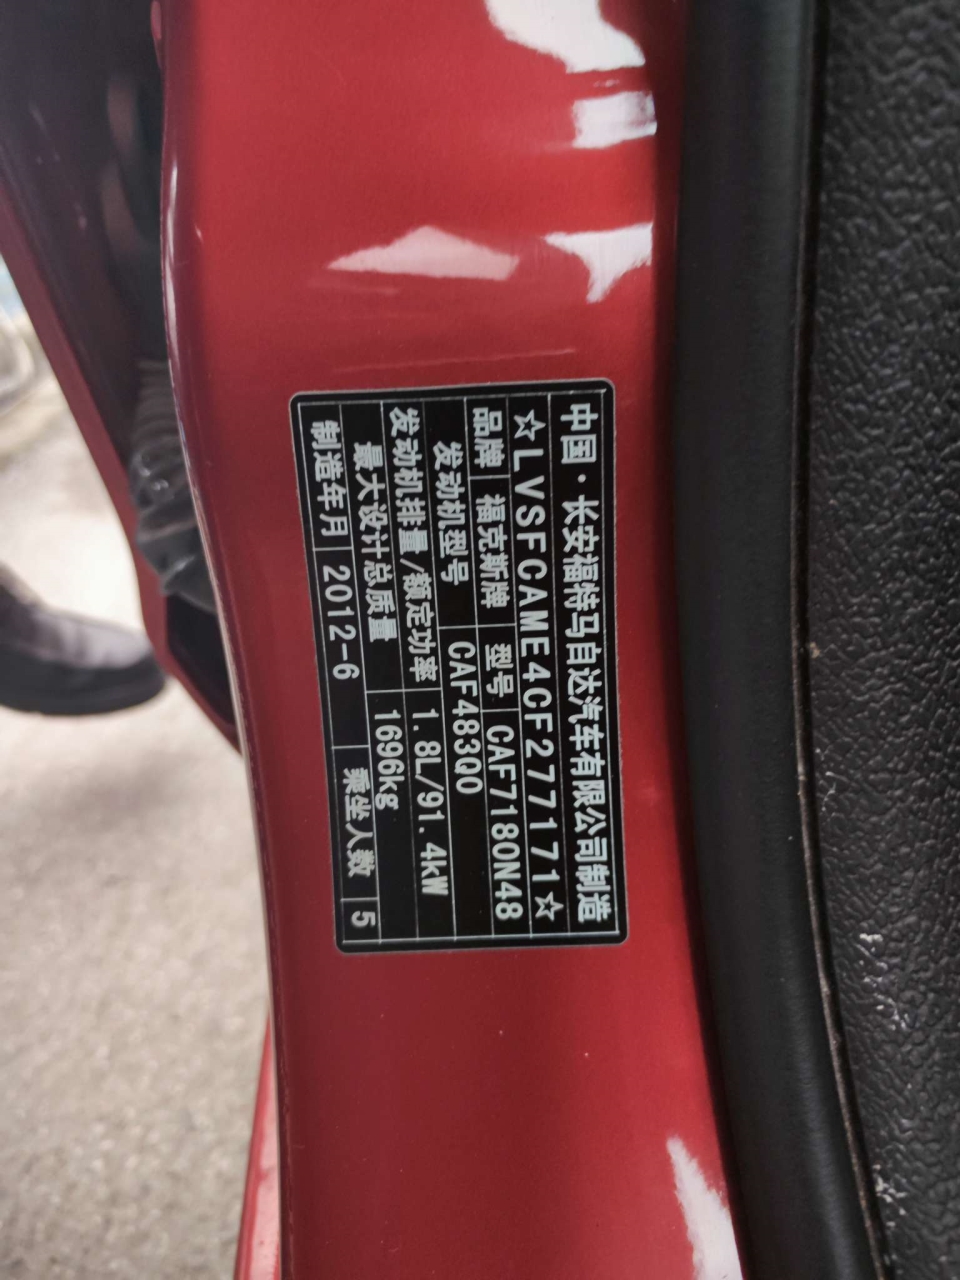 中国·长安福特马自达汽车有限公司制造
☆LVSFCAME4CF277171☆
品牌 福克斯牌 型号 CAF7180N48
发动机型号 CAF483Q0
发动机排量/额定功率 1.8L/91.4kW
最大设计总质量 1696kg
制造年月 2012-6 乘坐人数 5